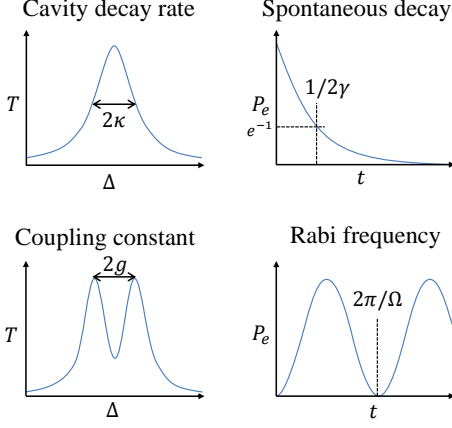 Cavity decay rate
T
2κ
Δ
Spontaneous decay
1/2γ
P_e
e^{-1}
t
Coupling constant
2g
T
Δ
Rabi frequency
2π/Ω
P_e
t